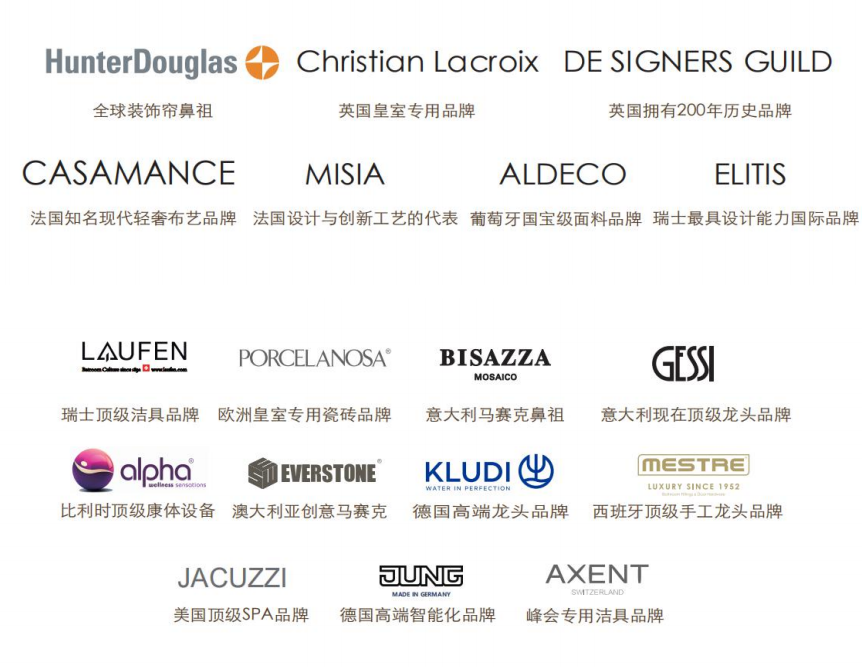 HunterDouglas Christian Lacroix DE SIGNERS GUILD
全球装饰帘鼻祖 英国皇室专用品牌 英国拥有200年历史品牌
CASAMANCE MISIA ALDECO ELITIS
法国知名现代轻奢布艺品牌 法国设计与创新工艺的代表 葡萄牙国宝级面料品牌 瑞士最具设计能力国际品牌
LAUFEN PORCELANOSA® BISAZZA GESSI
Bathroom Culture since 1892 www.laufen.com MOSAICO
瑞士顶级洁具品牌 欧洲皇室专用瓷砖品牌 意大利马赛克鼻祖 意大利现在顶级龙头品牌
alpha® EVERSTONE® KLUDI MESTRE
wellness sensations WATER IN PERFECTION LUXURY SINCE 1952
比利时顶级康体设备 澳大利亚创意马赛克 德国高端龙头品牌 西班牙顶级手工龙头品牌
JACUZZI JUNG AXENT
MADE IN GERMANY SWITZERLAND
美国顶级SPA品牌 德国高端智能化品牌 峰会专用洁具品牌